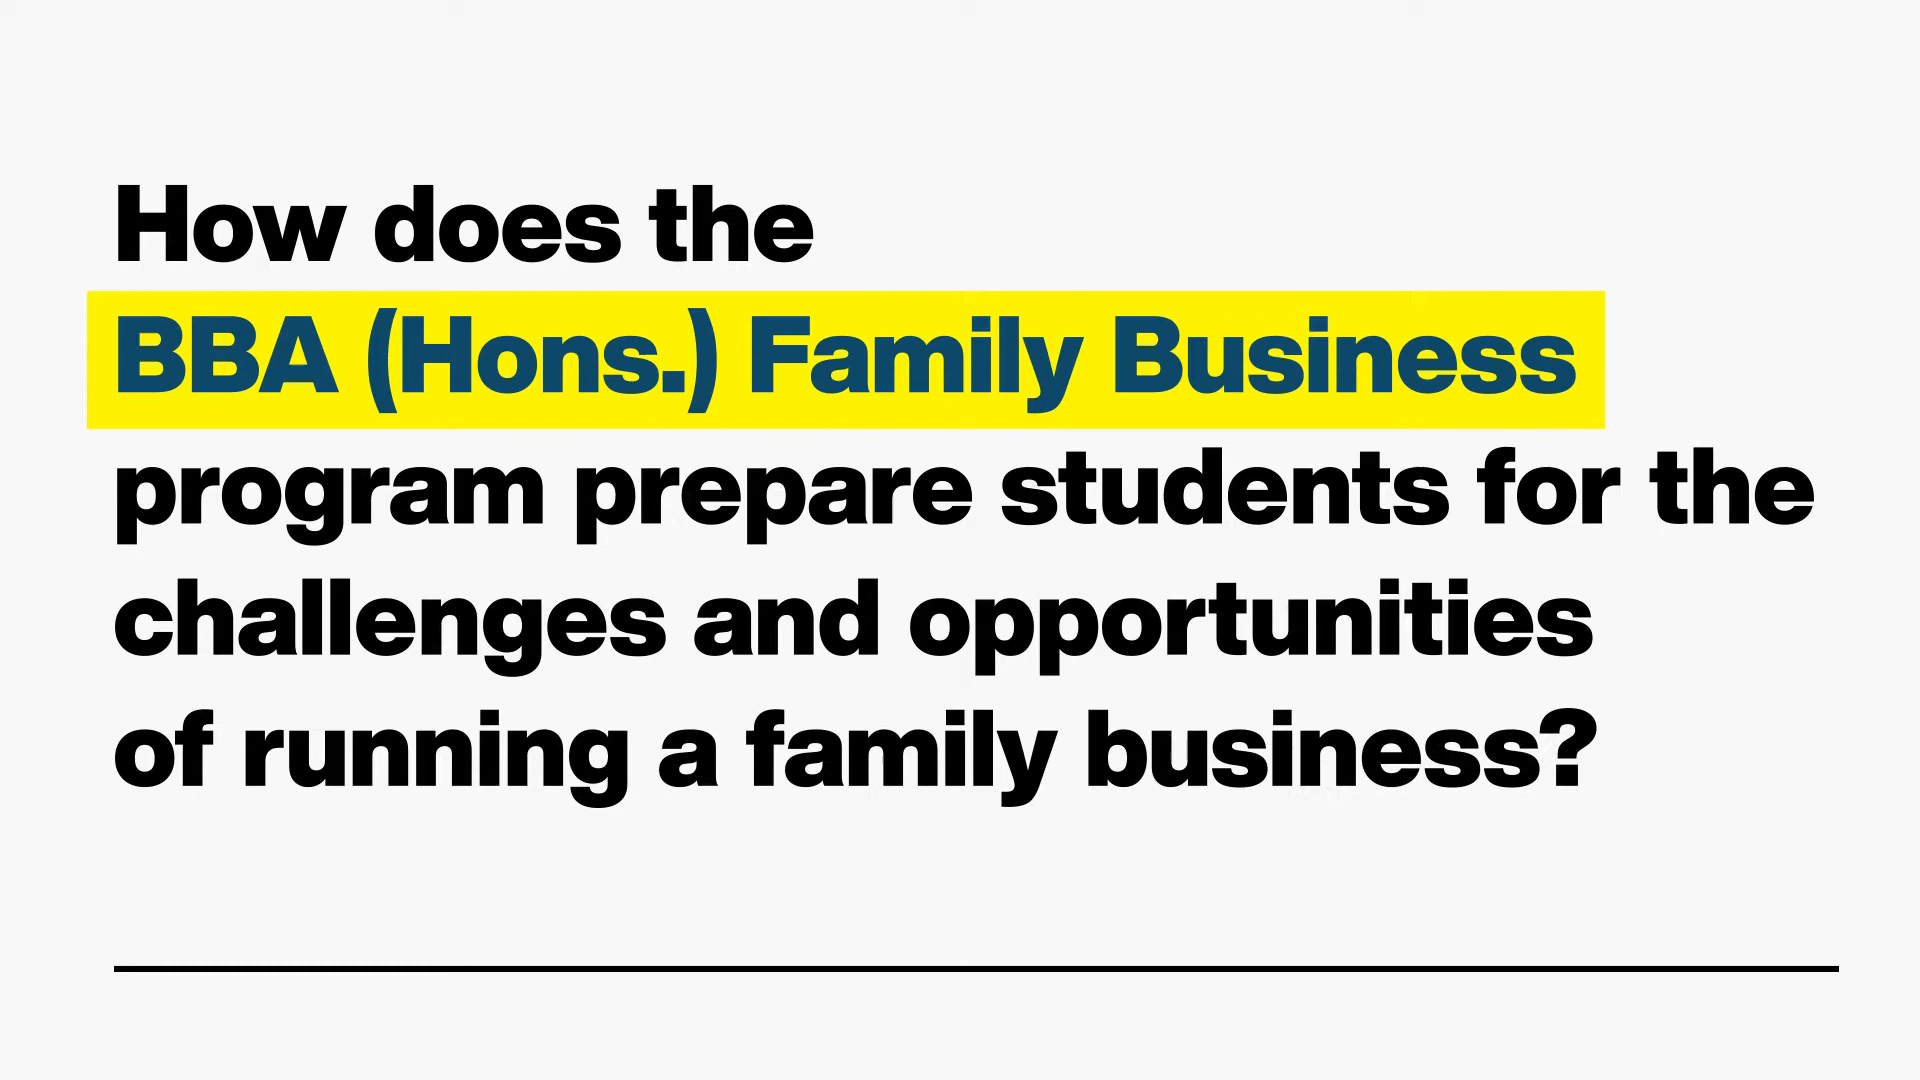 How does the
BBA (Hons.) Family Business
program prepare students for the
challenges and opportunities
of running a family business?